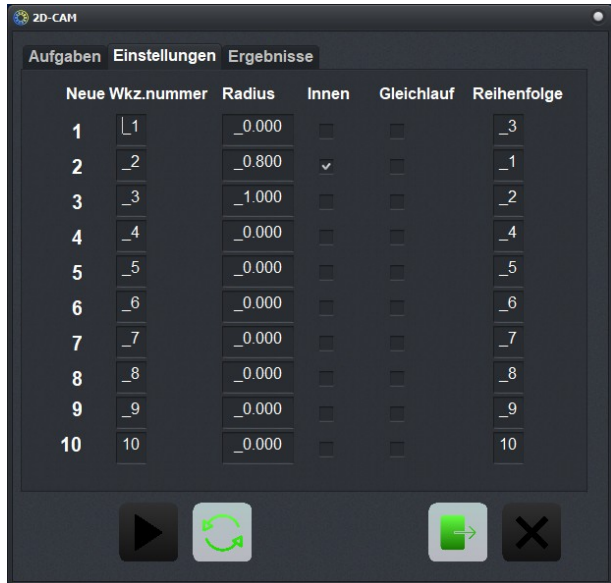 2D-CAM
Aufgaben Einstellungen Ergebnisse
Neue Wkz.nummer Radius Innen Gleichlauf Reihenfolge
1 _1 _0.000 _3
2 _2 _0.800 _1
3 _3 _1.000 _2
4 _4 _0.000 _4
5 _5 _0.000 _5
6 _6 _0.000 _6
7 _7 _0.000 _7
8 _8 _0.000 _8
9 _9 _0.000 _9
10 10 _0.000 10